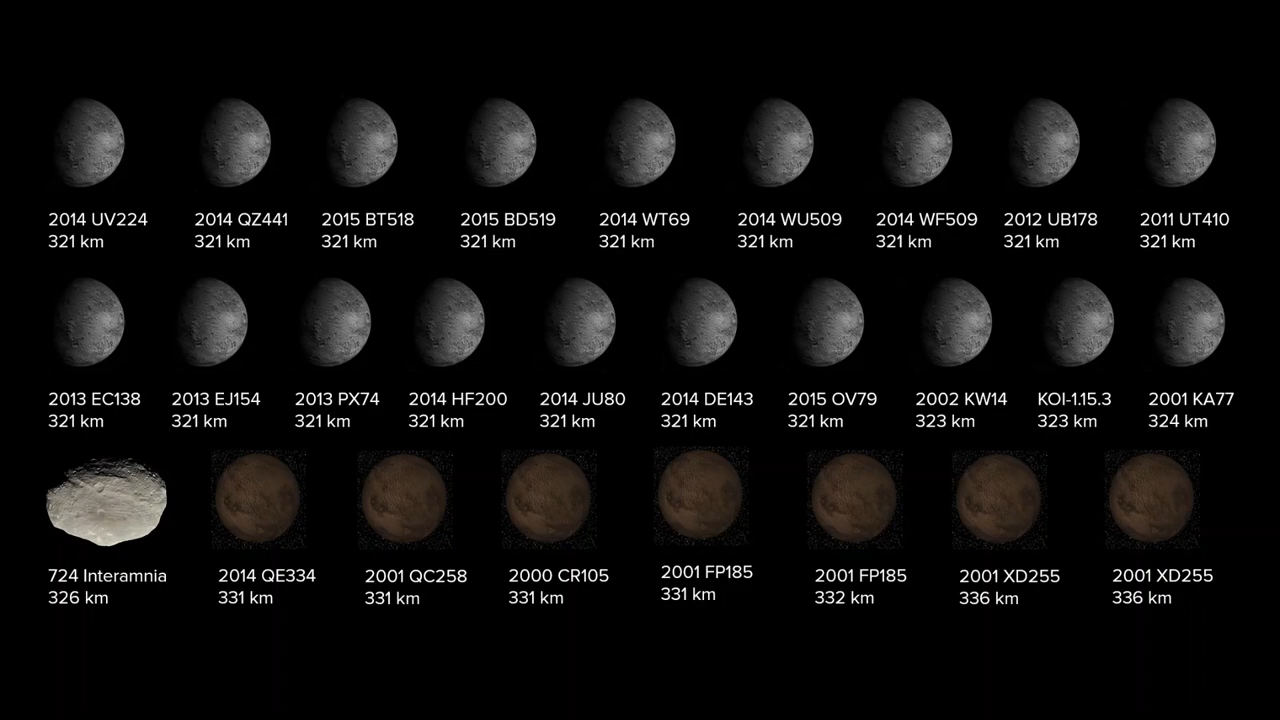 2014 UV224
321 km
2014 QZ441
321 km
2015 BT518
321 km
2015 BD519
321 km
2014 WT69
321 km
2014 WU509
321 km
2014 WF509
321 km
2012 UB178
321 km
2011 UT410
321 km
2013 EC138
321 km
2013 EJ154
321 km
2013 PX74
321 km
2014 HF200
321 km
2014 JU80
321 km
2014 DE143
321 km
2015 OV79
321 km
2002 KW14
323 km
KOI-1.15.3
323 km
2001 KA77
324 km
724 Interamnia
326 km
2014 QE334
331 km
2001 QC258
331 km
2000 CR105
331 km
2001 FP185
331 km
2001 FP185
332 km
2001 XD255
336 km
2001 XD255
336 km